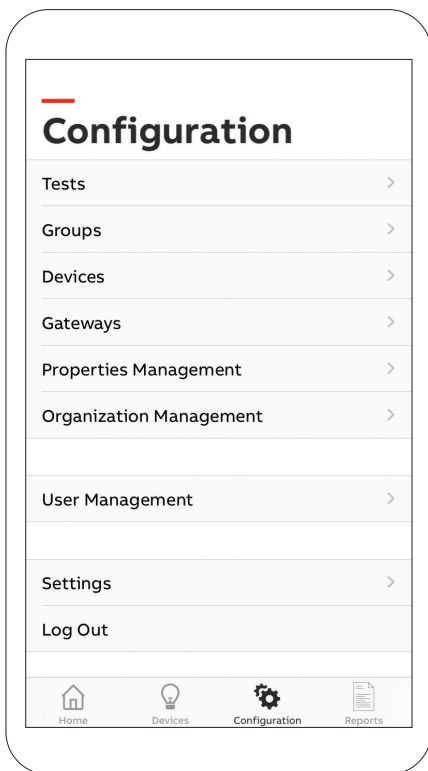 Configuration
Tests
Groups
Devices
Gateways
Properties Management
Organization Management
User Management
Settings
Log Out
Home Devices Configuration Reports